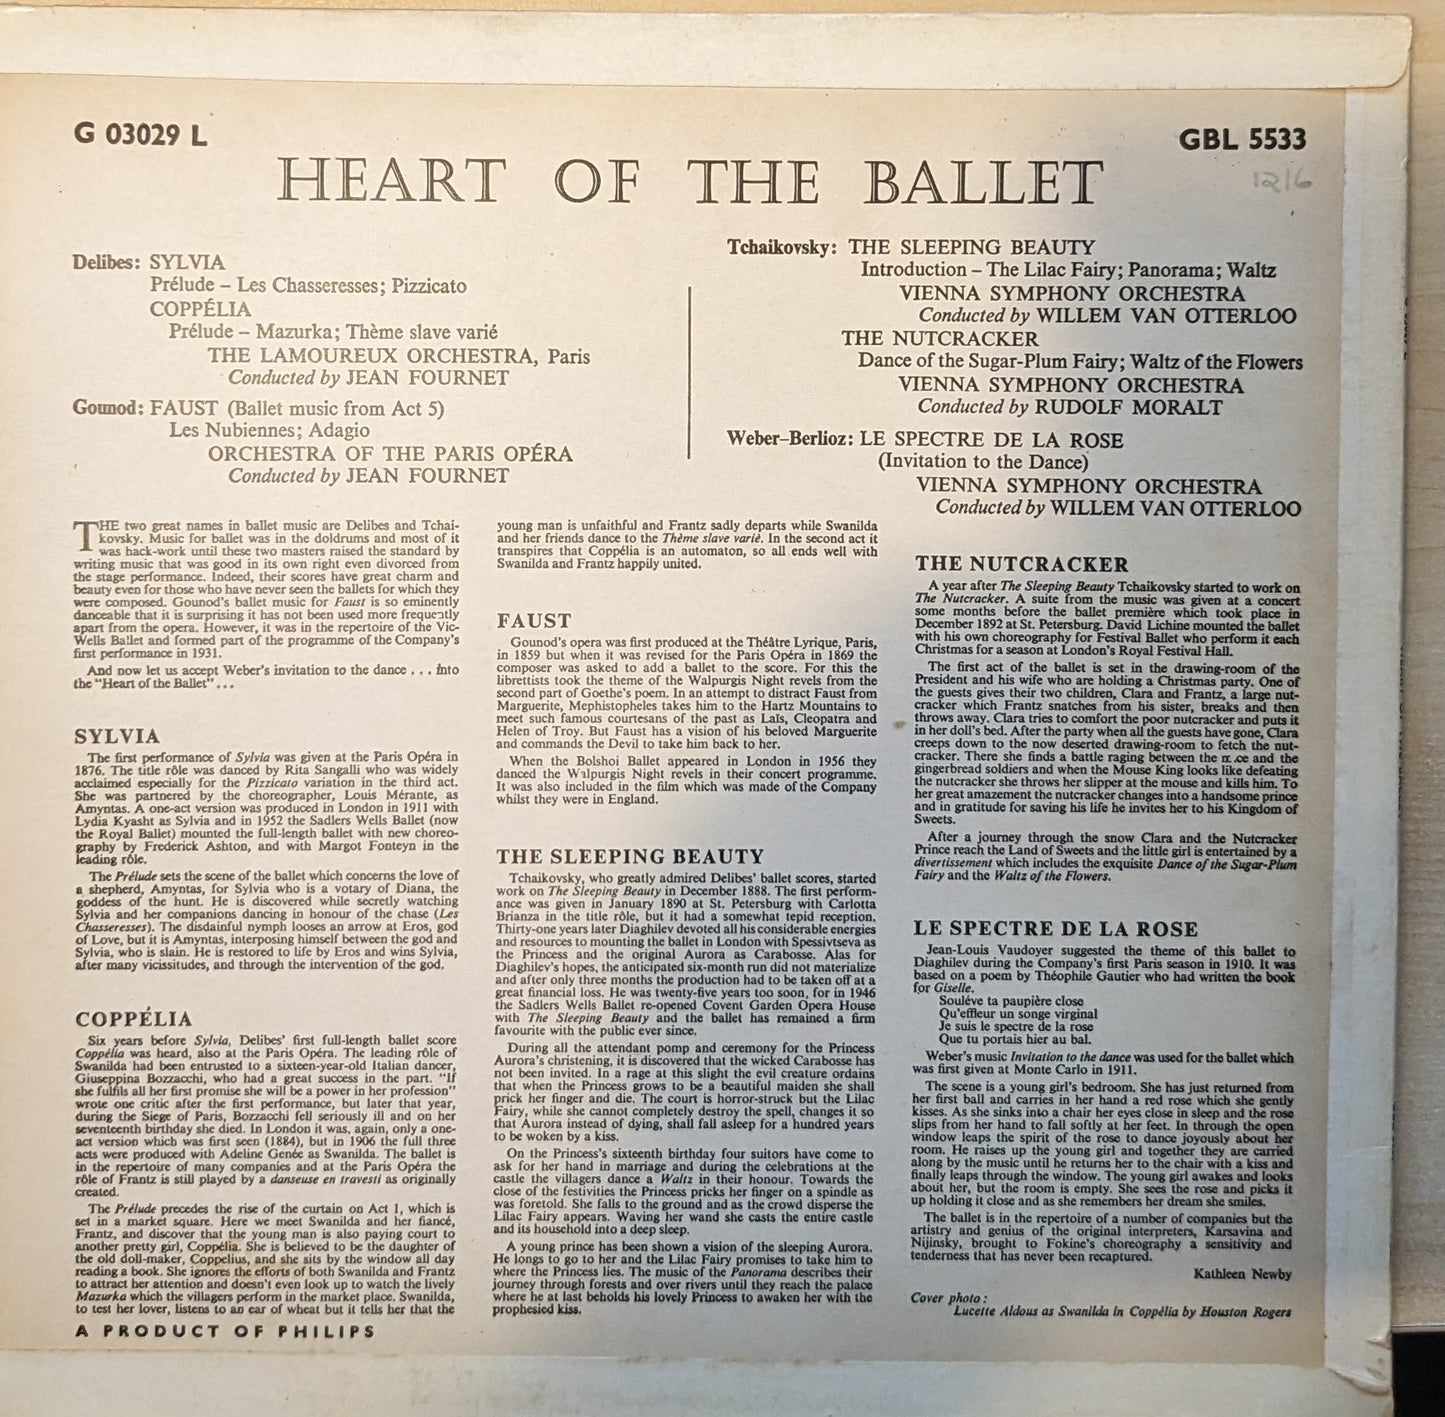 G 03029 L
GBL 5533
12/6
HEART OF THE BALLET
Delibes: SYLVIA
Prélude – Les Chasseresses; Pizzicato
COPPÉLIA
Prélude – Mazurka; Thème slave varié
THE LAMOUREUX ORCHESTRA, Paris
Conducted by JEAN FOURNET
Gounod: FAUST (Ballet music from Act 5)
Les Nubiennes; Adagio
ORCHESTRA OF THE PARIS OPÉRA
Conducted by JEAN FOURNET
Tchaikovsky: THE SLEEPING BEAUTY
Introduction – The Lilac Fairy; Panorama; Waltz
VIENNA SYMPHONY ORCHESTRA
Conducted by WILLEM VAN OTTERLOO
THE NUTCRACKER
Dance of the Sugar-Plum Fairy; Waltz of the Flowers
VIENNA SYMPHONY ORCHESTRA
Conducted by RUDOLF MORALT
Weber–Berlioz: LE SPECTRE DE LA ROSE
(Invitation to the Dance)
VIENNA SYMPHONY ORCHESTRA
Conducted by WILLEM VAN OTTERLOO
THE two great names in ballet music are Delibes and Tchai-
kovsky. Music for ballet was in the doldrums and most of it
was hack-work until these two masters raised the standard by
writing music that was good in its own right even divorced from
the stage performance. Indeed, their scores have great charm and
beauty even for those who have never seen the ballets for which they
were composed. Gounod's ballet music for Faust is so eminently
danceable that it is surprising it has not been used more frequently
apart from the opera. However, it was in the repertoire of the Vic-
Wells Ballet and formed part of the programme of the Company's
first performance in 1931.
And now let us accept Weber's invitation to the dance . . . into
the "Heart of the Ballet" . . .
SYLVIA
The first performance of Sylvia was given at the Paris Opéra in
1876. The title rôle was danced by Rita Sangalli who was widely
acclaimed especially for the Pizzicato variation in the third act.
She was partnered by the choreographer, Louis Mérante, as
Amyntas. A one-act version was produced in London in 1911 with
Lydia Kyasht as Sylvia and in 1952 the Sadlers Wells Ballet (now
the Royal Ballet) mounted the full-length ballet with new choreo-
graphy by Frederick Ashton, and with Margot Fonteyn in the
leading rôle.
The Prélude sets the scene of the ballet which concerns the love of
a shepherd, Amyntas, for Sylvia who is a votary of Diana, the
goddess of the hunt. He is discovered while secretly watching
Sylvia and her companions dancing in honour of the chase (Les
Chasseresses). The disdainful nymph looses an arrow at Eros, god
of Love, but it is Amyntas, interposing himself between the god and
Sylvia, who is slain. He is restored to life by Eros and wins Sylvia,
after many vicissitudes, and through the intervention of the god.
COPPÉLIA
Six years before Sylvia, Delibes' first full-length ballet score
Coppélia was heard, also at the Paris Opéra. The leading rôle of
Swanilda had been entrusted to a sixteen-year-old Italian dancer,
Giuseppina Bozzacchi, who had a great success in the part. "If
she fulfils all her first promise she will be a power in her profession"
wrote one critic after the first performance, but later that year,
during the Siege of Paris, Bozzacchi fell seriously ill and on her
seventeenth birthday she died. In London it was, again, only a one-
act version which was first seen (1884), but in 1906 the full three
acts were produced with Adeline Genée as Swanilda. The ballet is
in the repertoire of many companies and at the Paris Opéra the
rôle of Frantz is still played by a danseuse en travesti as originally
created.
The Prélude precedes the rise of the curtain on Act 1, which is
set in a market square. Here we meet Swanilda and her fiancé,
Frantz, and discover that the young man is also paying court to
another pretty girl, Coppélia. She is believed to be the daughter of
the old doll-maker, Coppelius, and she sits by the window all day
reading a book. She ignores the efforts of both Swanilda and Frantz
to attract her attention and doesn't even look up to watch the lively
Mazurka which the villagers perform in the market place. Swanilda,
to test her lover, listens to an ear of wheat but it tells her that the
young man is unfaithful and Frantz sadly departs while Swanilda
and her friends dance to the Thème slave varié. In the second act it
transpires that Coppélia is an automaton, so all ends well with
Swanilda and Frantz happily united.
FAUST
Gounod's opera was first produced at the Théâtre Lyrique, Paris,
in 1859 but when it was revised for the Paris Opéra in 1869 the
composer was asked to add a ballet to the score. For this the
librettists took the theme of the Walpurgis Night revels from the
second part of Goethe's poem. In an attempt to distract Faust from
Marguerite, Mephistopheles takes him to the Hartz Mountains to
meet such famous courtesans of the past as Laïs, Cleopatra and
Helen of Troy. But Faust has a vision of his beloved Marguerite
and commands the Devil to take him back to her.
When the Bolshoi Ballet appeared in London in 1956 they
danced the Walpurgis Night revels in their concert programme.
It was also included in the film which was made of the Company
whilst they were in England.
THE SLEEPING BEAUTY
Tchaikovsky, who greatly admired Delibes' ballet scores, started
work on The Sleeping Beauty in December 1888. The first perform-
ance was given in January 1890 at St. Petersburg with Carlotta
Brianza in the title rôle, but it had a somewhat tepid reception.
Thirty-one years later Diaghilev devoted all his considerable energies
and resources to mounting the ballet in London with Spessivtseva as
the Princess and the original Aurora as Carabosse. Alas for
Diaghilev's hopes, the anticipated six-month run did not materialize
and after only three months the production had to be taken off at a
great financial loss. He was twenty-five years too soon, for in 1946
the Sadlers Wells Ballet re-opened Covent Garden Opera House
with The Sleeping Beauty and the ballet has remained a firm
favourite with the public ever since.
During all the attendant pomp and ceremony for the Princess
Aurora's christening, it is discovered that the wicked Carabosse has
not been invited. In a rage at this slight the evil creature ordains
that when the Princess grows to be a beautiful maiden she shall
prick her finger and die. The court is horror-struck but the Lilac
Fairy, while she cannot completely destroy the spell, changes it so
that Aurora instead of dying, shall fall asleep for a hundred years
to be woken by a kiss.
On the Princess's sixteenth birthday four suitors have come to
ask for her hand in marriage and during the celebrations at the
castle the villagers dance a Waltz in their honour. Towards the
close of the festivities the Princess pricks her finger on a spindle as
was foretold. She falls to the ground and as the crowd disperse the
Lilac Fairy appears. Waving her wand she casts the entire castle
and its household into a deep sleep.
A young prince has been shown a vision of the sleeping Aurora.
He longs to go to her and the Lilac Fairy promises to take him to
where the Princess lies. The music of the Panorama describes their
journey through forests and over rivers until they reach the palace
where he at last beholds his lovely Princess to awaken her with the
prophesied kiss.
THE NUTCRACKER
A year after The Sleeping Beauty Tchaikovsky started to work on
The Nutcracker. A suite from the music was given at a concert
some months before the ballet première which took place in
December 1892 at St. Petersburg. David Lichine mounted the ballet
with his own choreography for Festival Ballet who perform it each
Christmas for a season at London's Royal Festival Hall.
The first act of the ballet is set in the drawing-room of the
President and his wife who are holding a Christmas party. One of
the guests gives their two children, Clara and Frantz, a large nut-
cracker which Frantz snatches from his sister, breaks and then
throws away. Clara tries to comfort the poor nutcracker and puts it
in her doll's bed. After the party when all the guests have gone, Clara
creeps down to the now deserted drawing-room to fetch the nut-
cracker. There she finds a battle raging between the mice and the
gingerbread soldiers and when the Mouse King looks like defeating
the nutcracker she throws her slipper at the mouse and kills him. To
her great amazement the nutcracker changes into a handsome prince
and in gratitude for saving his life he invites her to his Kingdom of
Sweets.
After a journey through the snow Clara and the Nutcracker
Prince reach the Land of Sweets and the little girl is entertained by a
divertissement which includes the exquisite Dance of the Sugar-Plum
Fairy and the Waltz of the Flowers.
LE SPECTRE DE LA ROSE
Jean-Louis Vaudoyer suggested the theme of this ballet to
Diaghilev during the Company's first Paris season in 1910. It was
based on a poem by Théophile Gautier who had written the book
for Giselle.
Souléve ta paupière close
Qu'effleur un songe virginal
Je suis le spectre de la rose
Que tu portais hier au bal.
Weber's music Invitation to the dance was used for the ballet which
was first given at Monte Carlo in 1911.
The scene is a young girl's bedroom. She has just returned from
her first ball and carries in her hand a red rose which she gently
kisses. As she sinks into a chair her eyes close in sleep and the rose
slips from her hand to fall softly at her feet. In through the open
window leaps the spirit of the rose to dance joyously about her
room. He raises up the young girl and together they are carried
along by the music until he returns her to the chair with a kiss and
finally leaps through the window. The young girl awakes and looks
about her, but the room is empty. She sees the rose and picks it
up holding it close and as she remembers her dream she smiles.
The ballet is in the repertoire of a number of companies but the
artistry and genius of the original interpreters, Karsavina and
Nijinsky, brought to Fokine's choreography a sensitivity and
tenderness that has never been recaptured.
Kathleen Newby
Cover photo:
Lucette Aldous as Swanilda in Coppélia by Houston Rogers
A PRODUCT OF PHILIPS